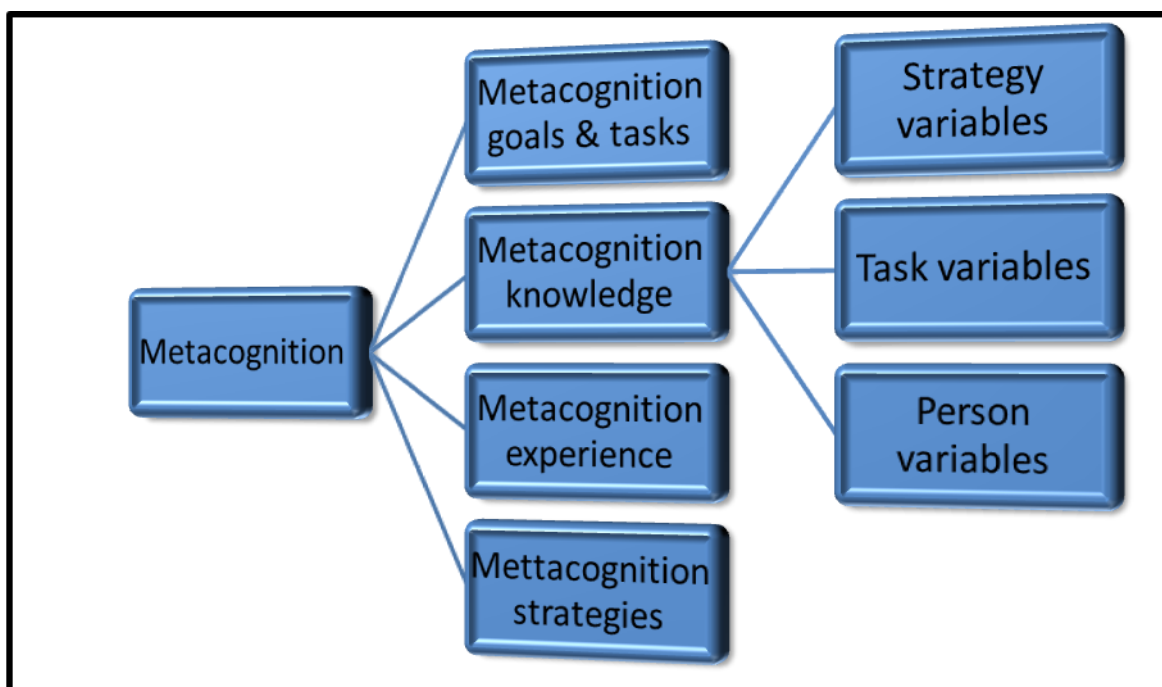 Metacognition
Metacognition
goals & tasks
Metacognition
knowledge
Metacognition
experience
Mettacognition
strategies
Strategy
variables
Task variables
Person
variables